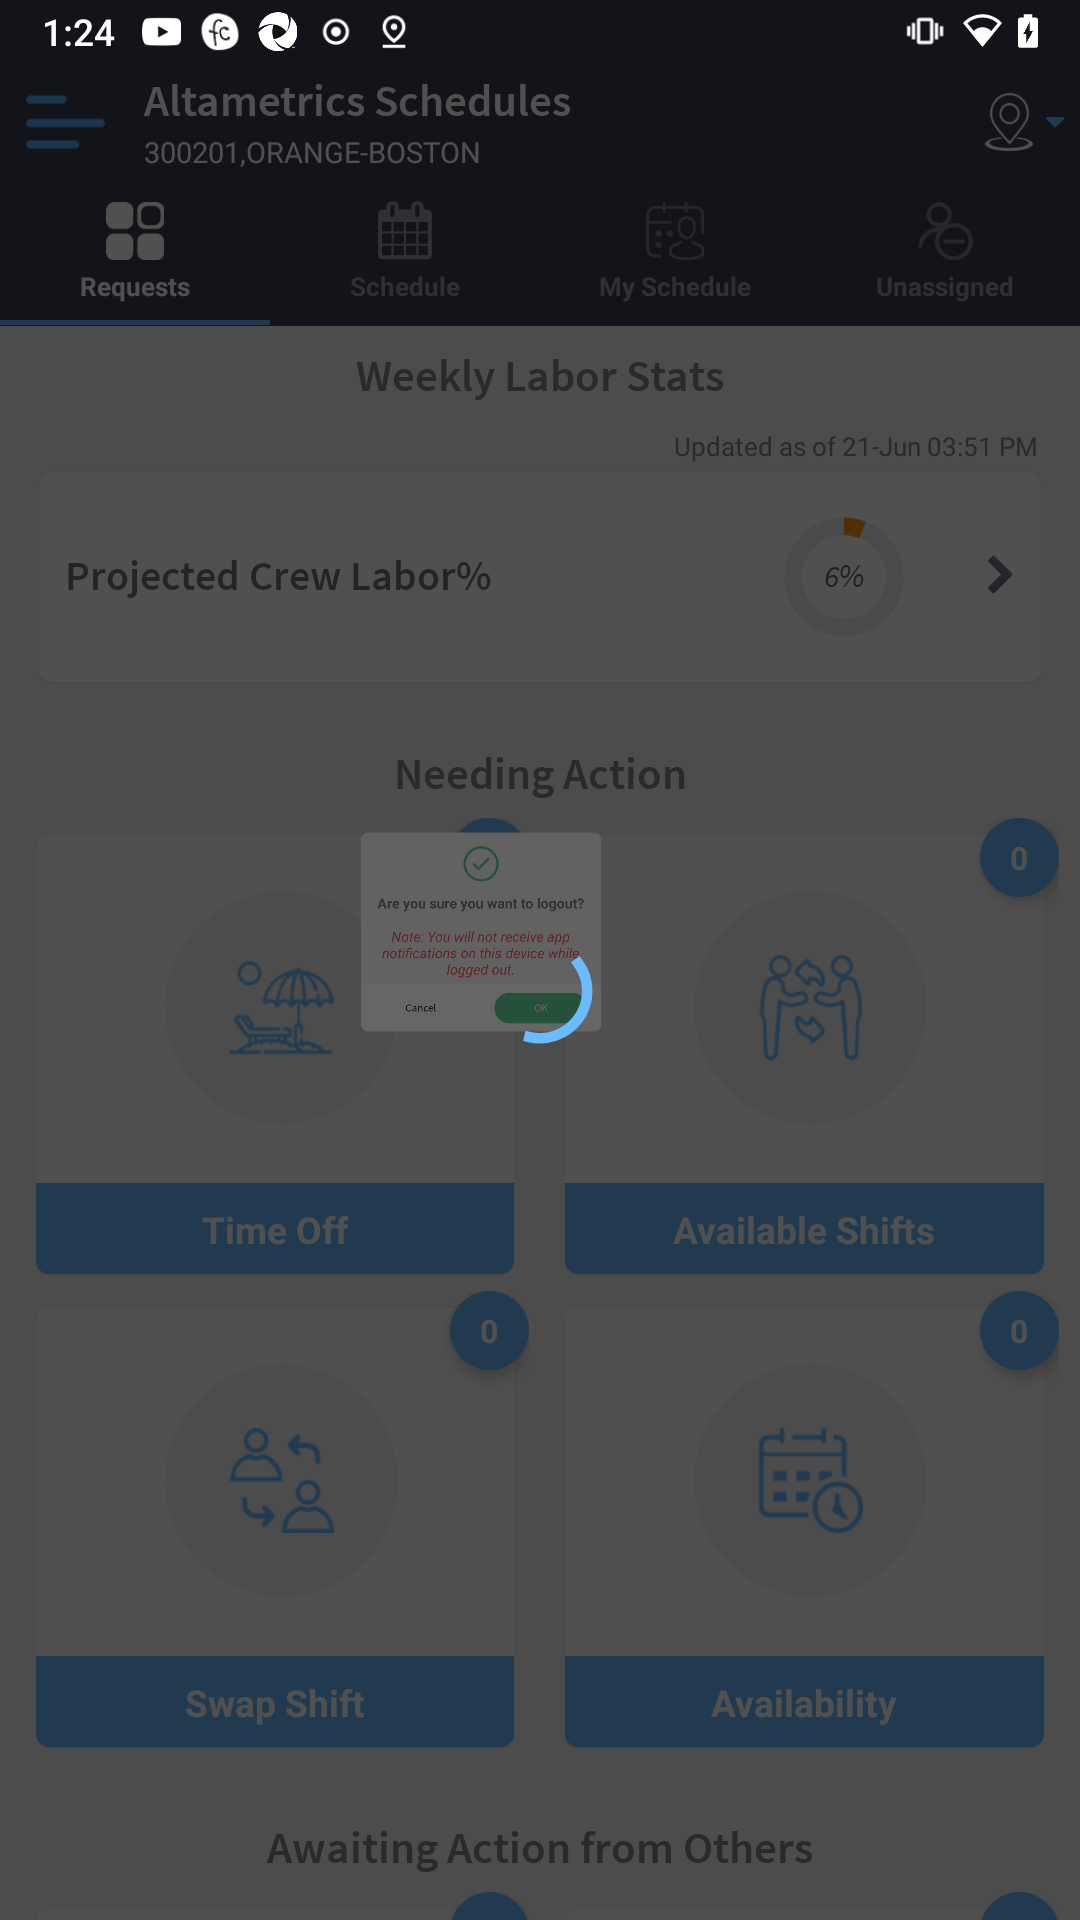 1:24
Altametrics Schedules
300201,ORANGE-BOSTON
Requests
Schedule
My Schedule
Unassigned
Weekly Labor Stats
Updated as of 21-Jun 03:51 PM
Projected Crew Labor%
6%
Needing Action
0
Are you sure you want to logout?
Note: You will not receive app
notifications on this device while
logged out.
Cancel
OK
Time Off
Available Shifts
0
0
Swap Shift
Availability
Awaiting Action from Others